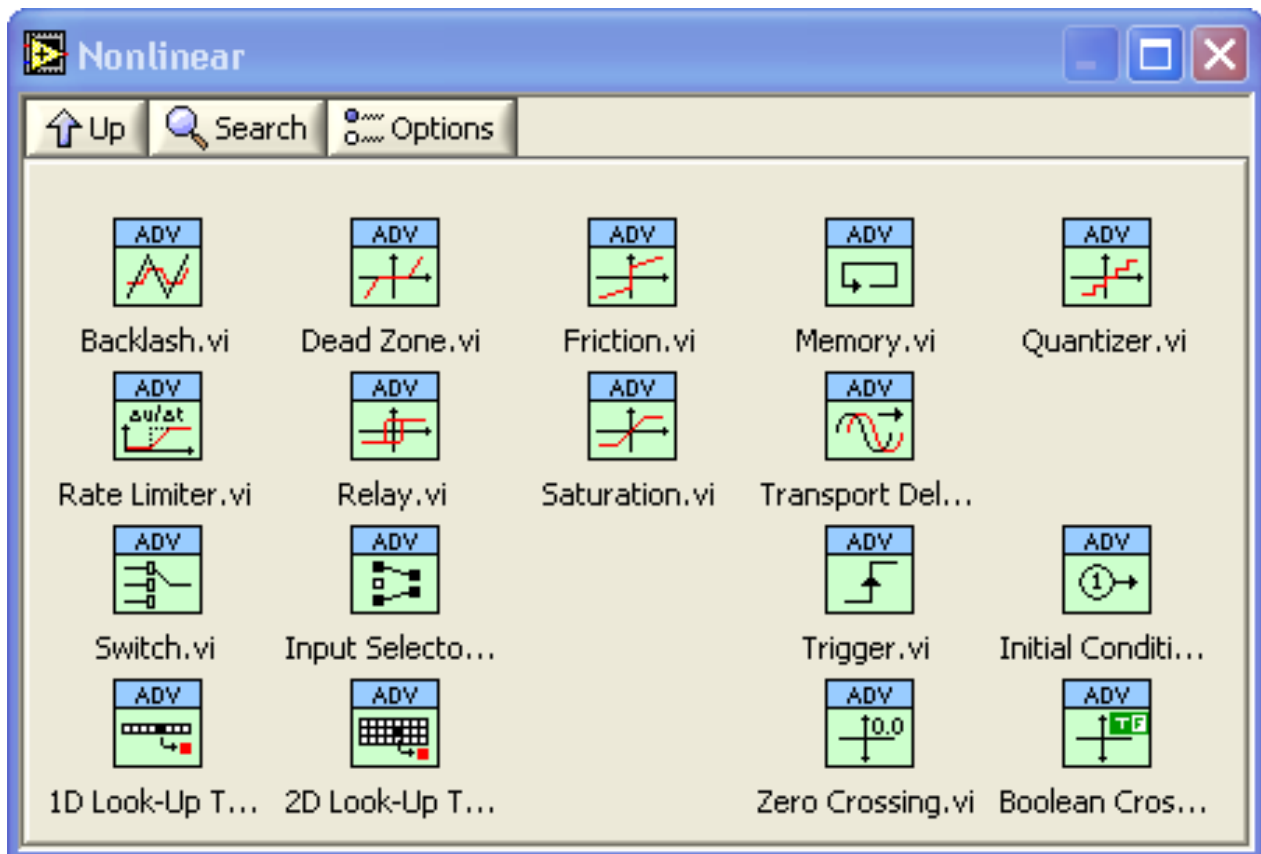 Nonlinear
Up Search Options
ADV ADV ADV ADV ADV
Backlash.vi Dead Zone.vi Friction.vi Memory.vi Quantizer.vi
ADV ADV ADV ADV
Δu/Δt
Rate Limiter.vi Relay.vi Saturation.vi Transport Del...
ADV ADV ADV ADV
1
Switch.vi Input Selecto... Trigger.vi Initial Conditi...
ADV ADV ADV ADV
0.0 T F
1D Look-Up T... 2D Look-Up T... Zero Crossing.vi Boolean Cros...